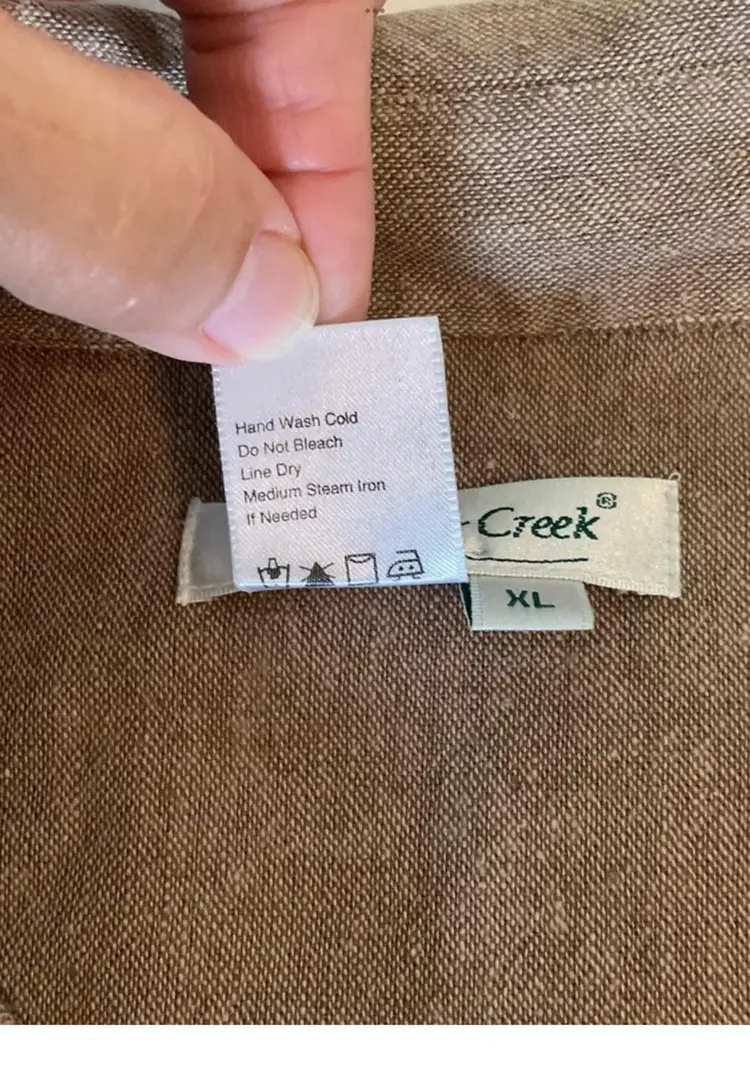 Hand Wash Cold
Do Not Bleach
Line Dry
Medium Steam Iron
If Needed
-Creek®
XL